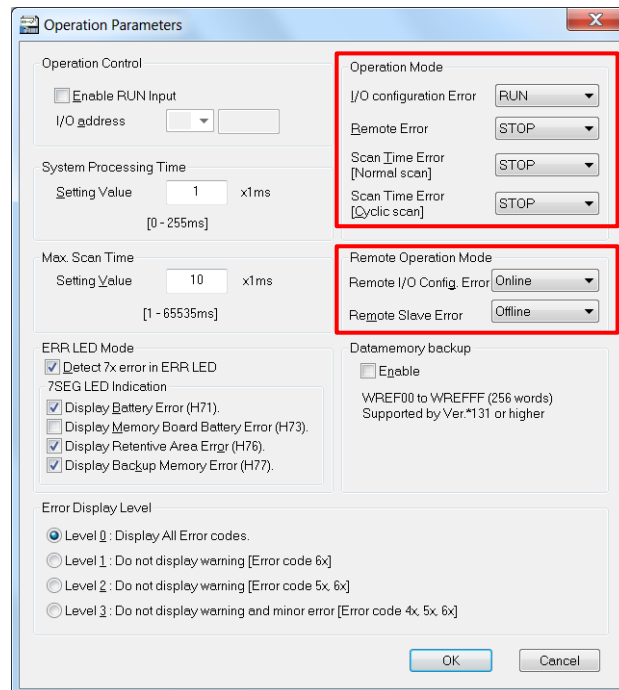 Operation Parameters
Operation Control
Enable RUN Input
I/O address
System Processing Time
Setting Value 1 x1ms
[0 - 255ms]
Max. Scan Time
Setting Value 10 x1ms
[1 - 65535ms]
ERR LED Mode
Detect 7x error in ERR LED
7SEG LED Indication
Display Battery Error (H71).
Display Memory Board Battery Error (H73).
Display Retentive Area Error (H76).
Display Backup Memory Error (H77).
Operation Mode
I/O configuration Error RUN
Remote Error STOP
Scan Time Error
[Normal scan] STOP
Scan Time Error
[Cyclic scan] STOP
Remote Operation Mode
Remote I/O Config. Error Online
Remote Slave Error Offline
Datamemory backup
Enable
WREF00 to WREFFF (256 words)
Supported by Ver.*131 or higher
Error Display Level
Level 0 : Display All Error codes.
Level 1 : Do not display warning [Error code 6x]
Level 2 : Do not display warning [Error code 5x, 6x]
Level 3 : Do not display warning and minor error [Error code 4x, 5x, 6x]
OK Cancel